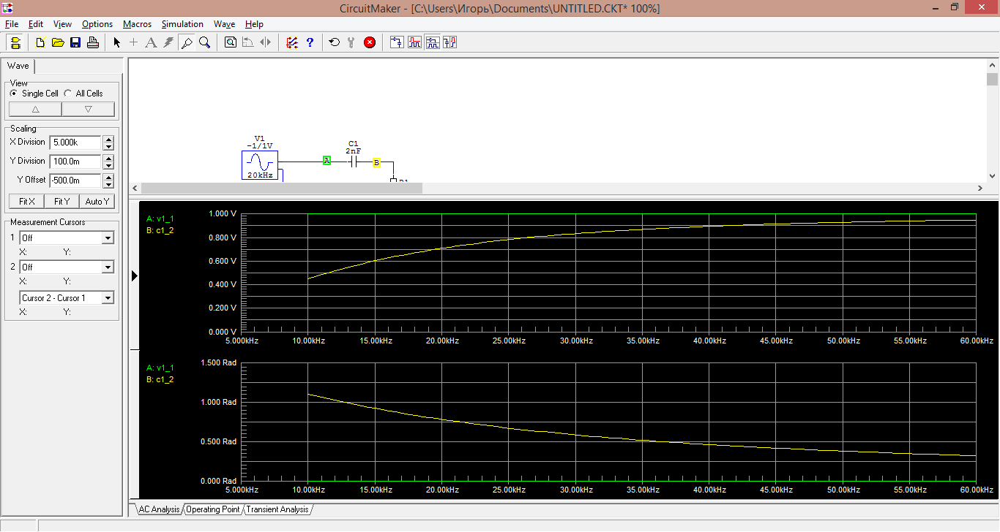 CircuitMaker - [C:\Users\Игорь\Documents\UNTITLED.CKT* 100%]
File Edit View Options Macros Simulation Wave Help
Wave
View
Single Cell All Cells
Scaling
X Division 5.000k
Y Division 100.0m
Y Offset -500.0m
Fit X Fit Y Auto Y
Measurement Cursors
1 Off
X: Y:
2 Off
X: Y:
Cursor 2 - Cursor 1
X: Y:
V1
-1/1V
20kHz
A
C1
2nF
B
A: v1_1
B: c1_2
1.000 V
0.800 V
0.600 V
0.400 V
0.200 V
0.000 V
5.000kHz 10.00kHz 15.00kHz 20.00kHz 25.00kHz 30.00kHz 35.00kHz 40.00kHz 45.00kHz 50.00kHz 55.00kHz 60.00kHz
A: v1_1
B: c1_2
1.500 Rad
1.000 Rad
0.500 Rad
0.000 Rad
5.000kHz 10.00kHz 15.00kHz 20.00kHz 25.00kHz 30.00kHz 35.00kHz 40.00kHz 45.00kHz 50.00kHz 55.00kHz 60.00kHz
AC Analysis Operating Point Transient Analysis